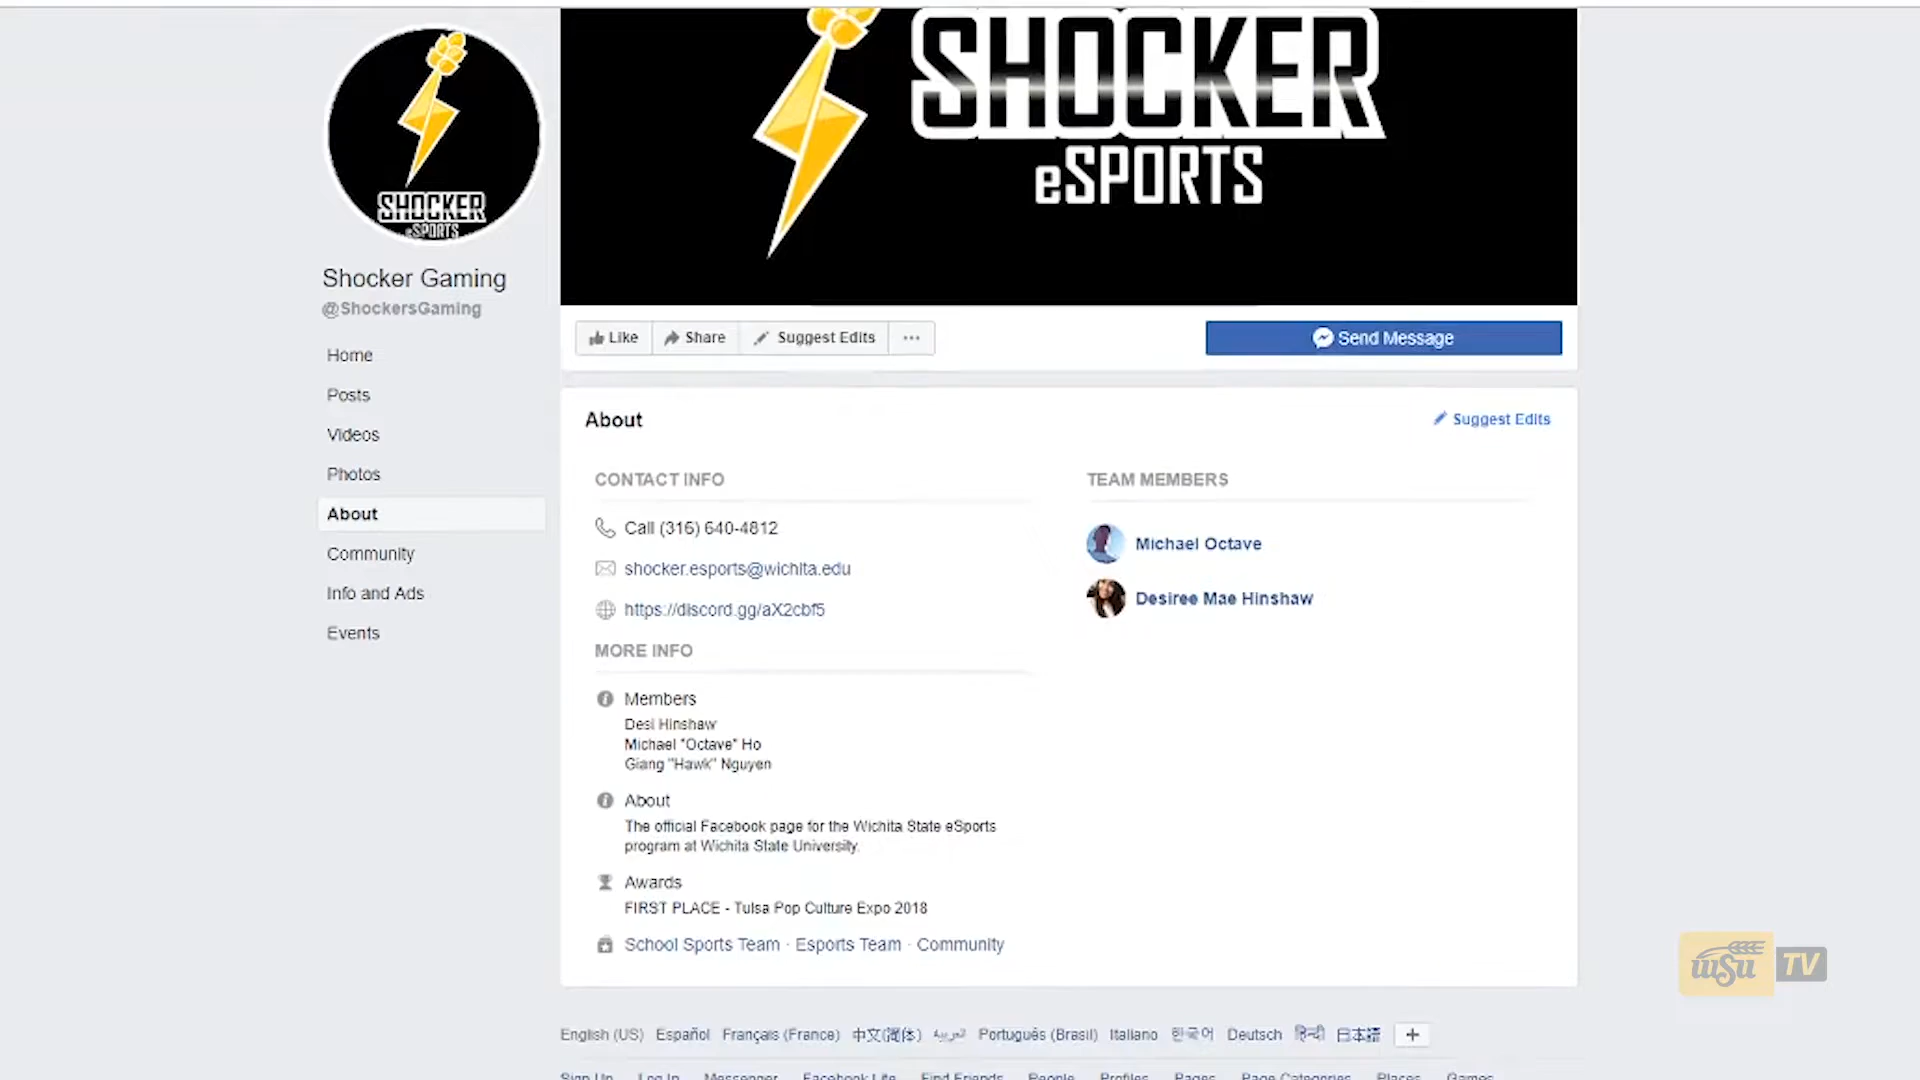 SHOCKER
eSPORTS
SHOCKER
eSPORTS
Shocker Gaming
@ShockersGaming
Home
Posts
Videos
Photos
About
Community
Info and Ads
Events
Like
Share
Suggest Edits
Send Message
About
Suggest Edits
CONTACT INFO
Call (316) 640-4812
shocker.esports@wichita.edu
https://discord.gg/aX2cbf5
MORE INFO
Members
Desi Hinshaw
Michael "Octave" Ho
Giang "Hawk" Nguyen
About
The official Facebook page for the Wichita State eSports
program at Wichita State University.
Awards
FIRST PLACE - Tulsa Pop Culture Expo 2018
School Sports Team · Esports Team · Community
TEAM MEMBERS
Michael Octave
Desiree Mae Hinshaw
wsu TV
English (US) Español Français (France) 中文(简体) العربية Português (Brasil) Italiano 한국어 Deutsch हिन्दी 日本語 +
Sign Up Log In Messenger Facebook Lite Find Friends People Profiles Pages Page Categories Places Games